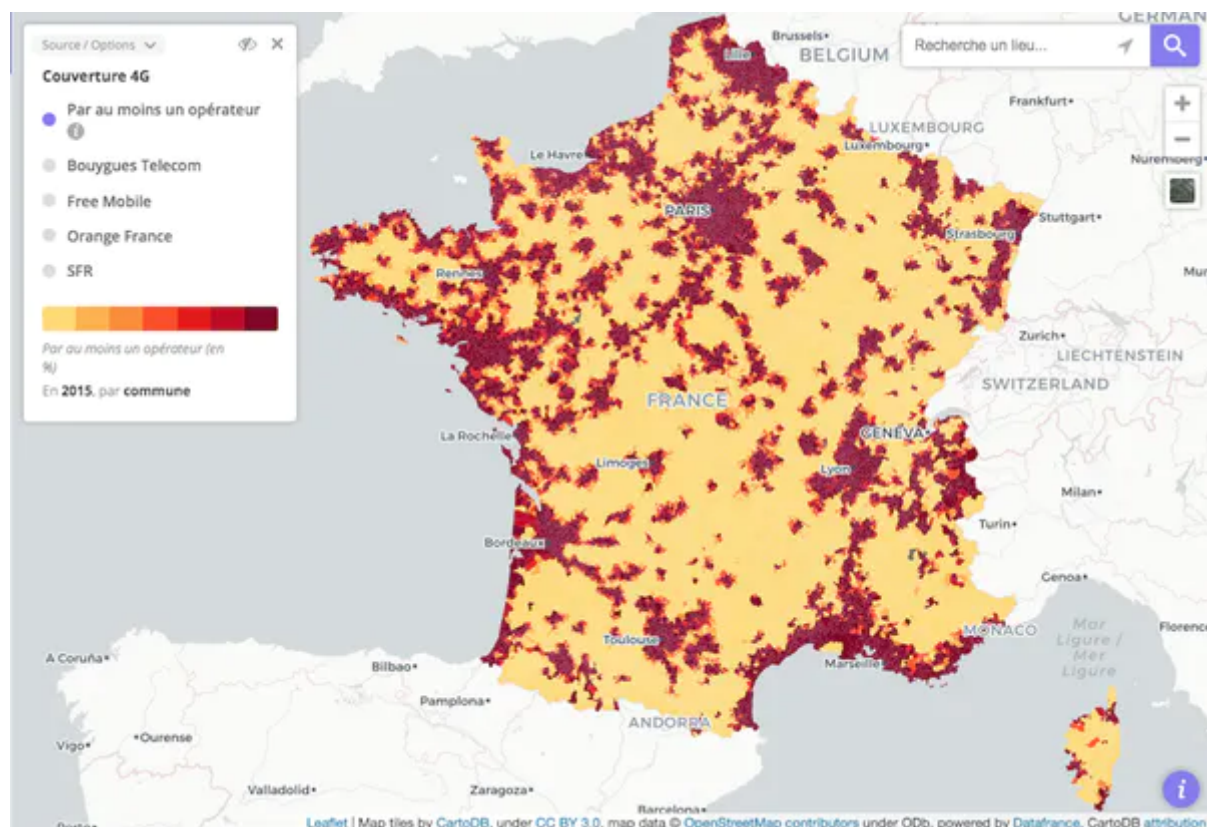 Source / Options
Couverture 4G
Par au moins un opérateur
i
Bouygues Telecom
Free Mobile
Orange France
SFR
Par au moins un opérateur (en
%)
En 2015, par commune
Recherche un lieu...
+
−
GERMAN
Brussels
BELGIUM
Lille
Frankfurt
LUXEMBOURG
Luxembourg
Nuremberg
Le Havre
PARIS
Stuttgart
Strasbourg
Rennes
Mu
Zurich
LIECHTENSTEIN
SWITZERLAND
FRANCE
GENEVA
La Rochelle
Limoges
Lyon
Milan
Turin
Bordeaux
Genoa
MONACO
Mar
Ligure /
Mer
Ligure
Florenc
Toulouse
Marseille
A Coruña
Bilbao
Pamplona
ANDORRA
Vigo
Ourense
Valladolid
Zaragoza
Barcelona
i
Leaflet | Map tiles by CartoDB, under CC BY 3.0. map data © OpenStreetMap contributors under ODb, powered by Datafrance, CartoDB attribution